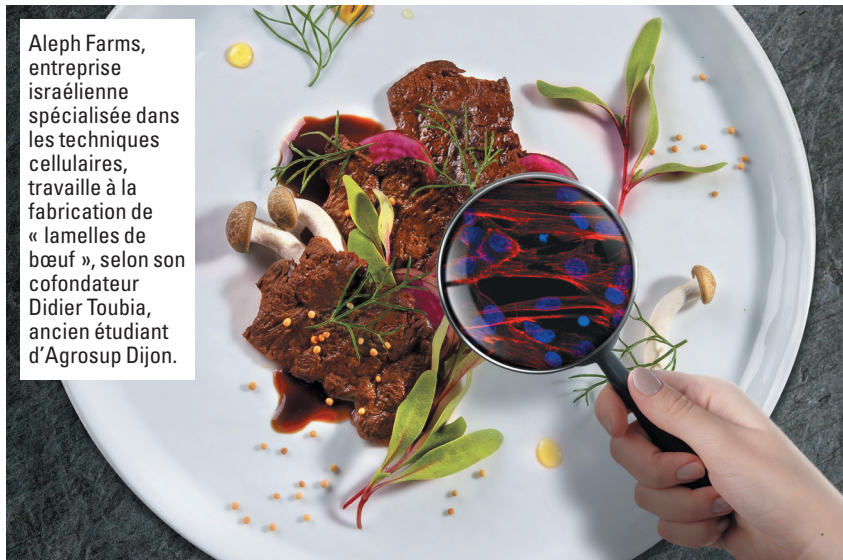 Aleph Farms,
entreprise
israélienne
spécialisée dans
les techniques
cellulaires,
travaille à la
fabrication de
« lamelles de
bœuf », selon son
cofondateur
Didier Toubia,
ancien étudiant
d’Agrosup Dijon.